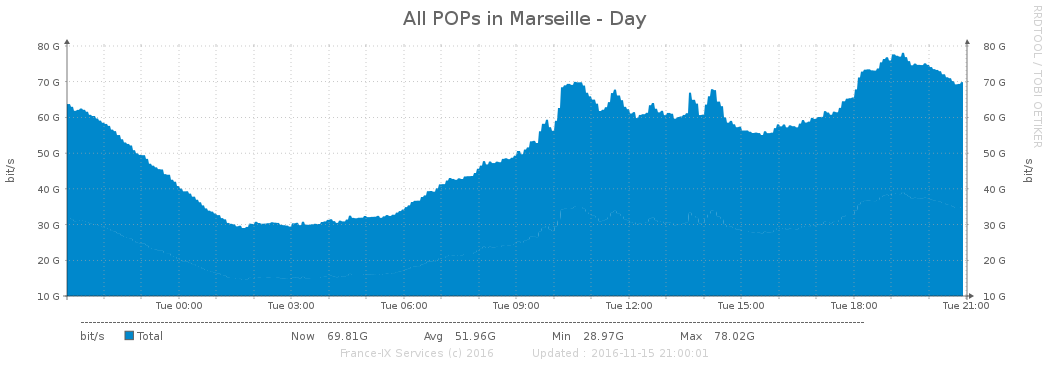 All POPs in Marseille - Day
RRDTOOL / TOBI OETIKER
bit/s
80 G
70 G
60 G
50 G
40 G
30 G
20 G
10 G
80 G
70 G
60 G
50 G
40 G
30 G
20 G
10 G
bit/s
Tue 00:00 Tue 03:00 Tue 06:00 Tue 09:00 Tue 12:00 Tue 15:00 Tue 18:00 Tue 21:00
bit/s Total Now 69.81G Avg 51.96G Min 28.97G Max 78.02G
France-IX Services (c) 2016 Updated : 2016-11-15 21:00:01